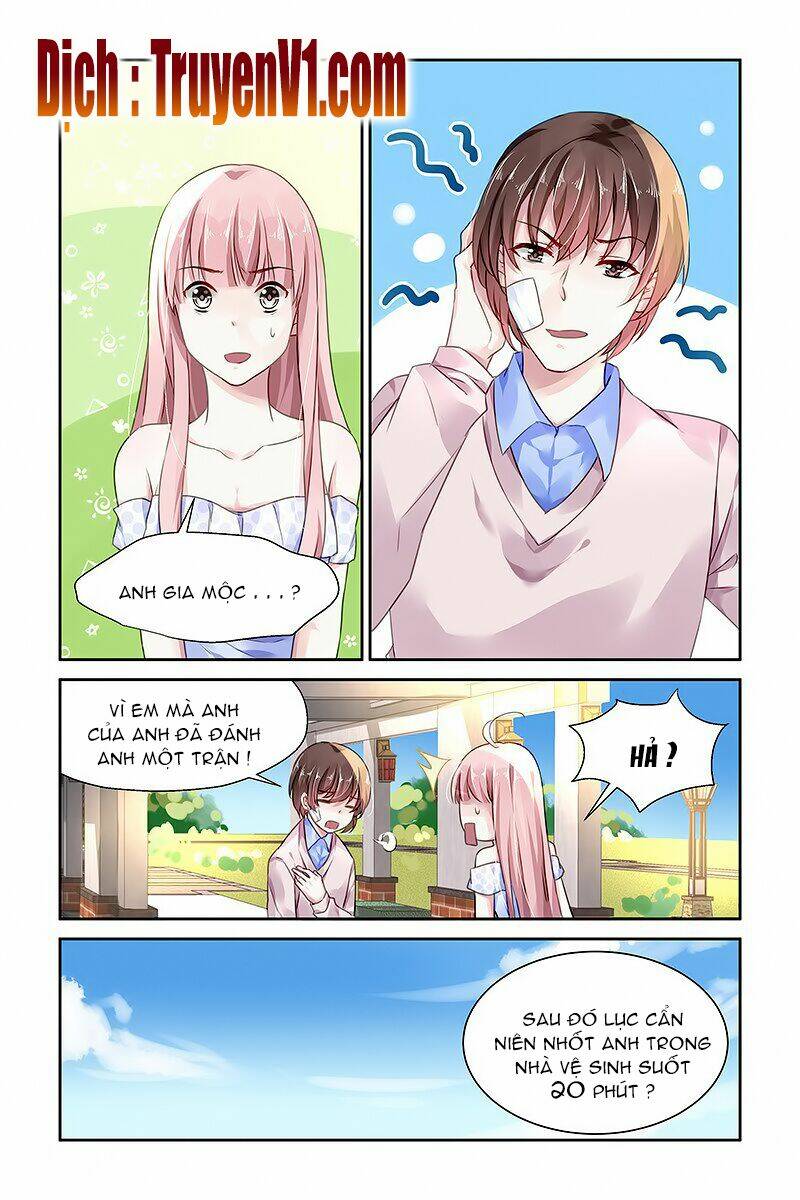 Dịch : TruyenV1.com
ANH GIA MỘC . . . ?
VÌ EM MÀ ANH
CỦA ANH ĐÃ ĐÁNH
ANH MỘT TRẬN !
HẢ ?
SAU ĐÓ LỤC CẨN
NIÊN NHỐT ANH TRONG
NHÀ VỆ SINH SUỐT
20 PHÚT ?